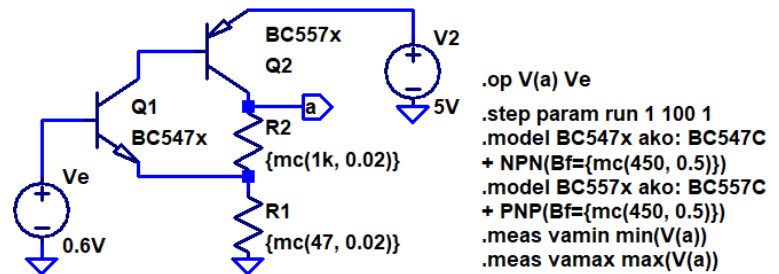 BC557x
Q2
V2
5V
Q1
BC547x
a
R2
{mc(1k, 0.02)}
Ve
0.6V
R1
{mc(47, 0.02)}
.op V(a) Ve
.step param run 1 100 1
.model BC547x ako: BC547C
+ NPN(Bf={mc(450, 0.5)})
.model BC557x ako: BC557C
+ PNP(Bf={mc(450, 0.5)})
.meas vamin min(V(a))
.meas vamax max(V(a))